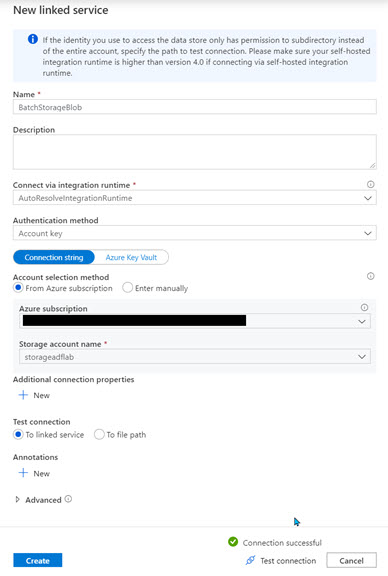 New linked service
If the identity you use to access the data store only has permission to subdirectory instead
of the entire account, specify the path to test connection. Please make sure your self-hosted
integration runtime is higher than version 4.0 if connecting via self-hosted integration
runtime.
Name *
BatchStorageBlob
Description
Connect via integration runtime *
AutoResolveIntegrationRuntime
Authentication method
Account key
Connection string Azure Key Vault
Account selection method
From Azure subscription Enter manually
Azure subscription
Storage account name *
storageadflab
Additional connection properties
New
Test connection
To linked service To file path
Annotations
New
Advanced
Connection successful
Create Test connection Cancel